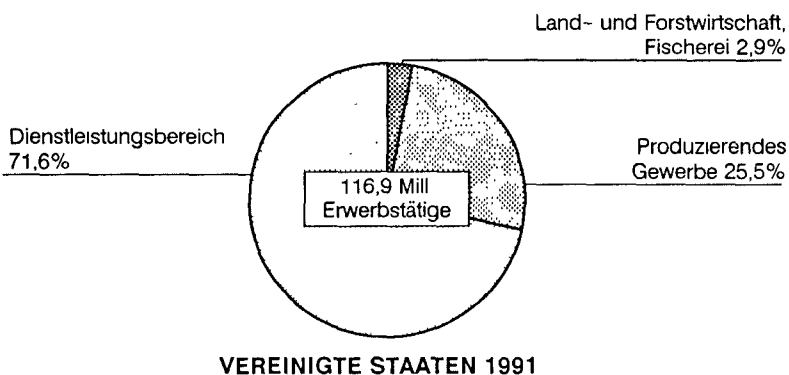 Land- und Forstwirtschaft,
Fischerei 2,9%
Dienstleistungsbereich
71,6%
Produzierendes
Gewerbe 25,5%
116,9 Mill
Erwerbstätige
VEREINIGTE STAATEN 1991